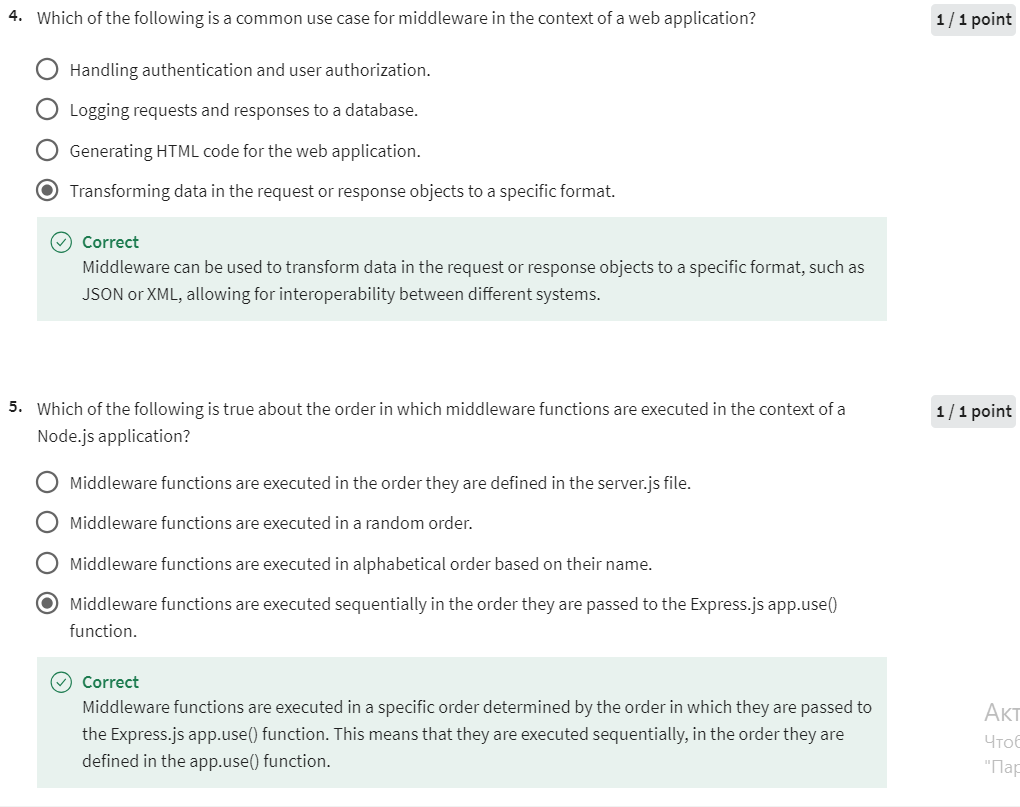 4. Which of the following is a common use case for middleware in the context of a web application?
1 / 1 point
Handling authentication and user authorization.
Logging requests and responses to a database.
Generating HTML code for the web application.
Transforming data in the request or response objects to a specific format.
Correct
Middleware can be used to transform data in the request or response objects to a specific format, such as
JSON or XML, allowing for interoperability between different systems.
5. Which of the following is true about the order in which middleware functions are executed in the context of a
1 / 1 point
Node.js application?
Middleware functions are executed in the order they are defined in the server.js file.
Middleware functions are executed in a random order.
Middleware functions are executed in alphabetical order based on their name.
Middleware functions are executed sequentially in the order they are passed to the Express.js app.use()
function.
Correct
Middleware functions are executed in a specific order determined by the order in which they are passed to
the Express.js app.use() function. This means that they are executed sequentially, in the order they are
defined in the app.use() function.
Акт
Чтоб
"Пар